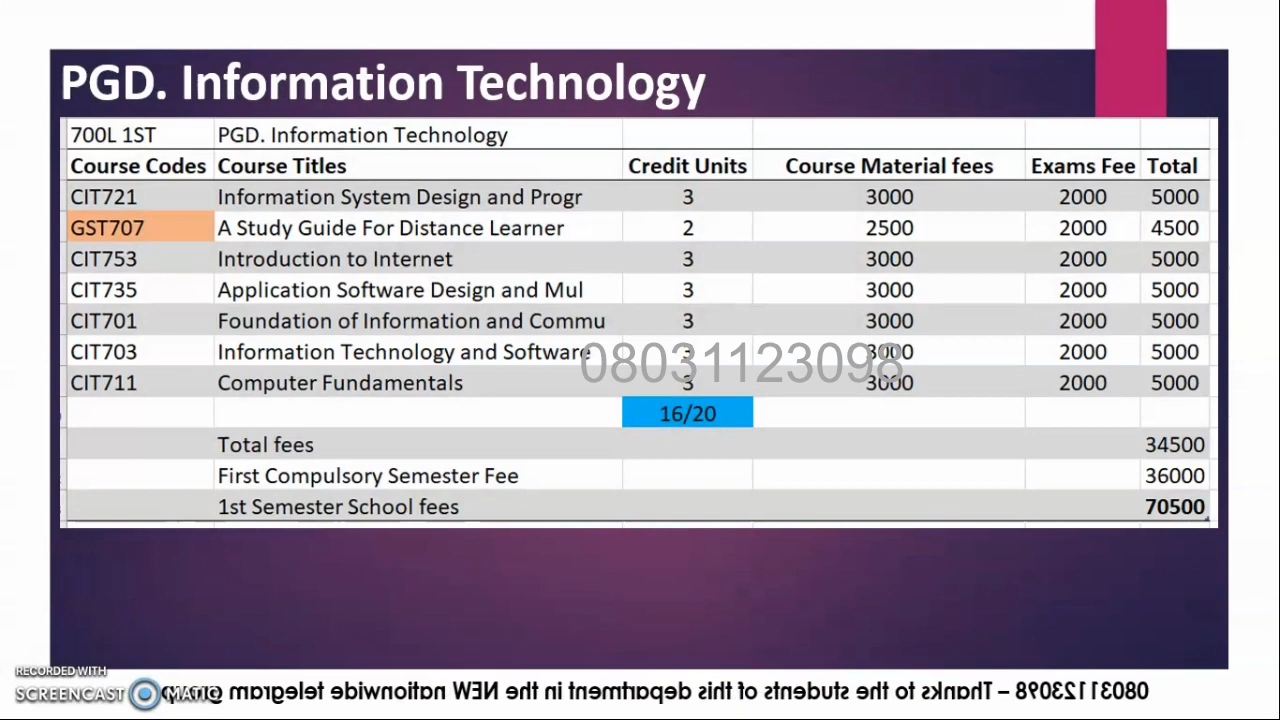 PGD. Information Technology
700L 1ST PGD. Information Technology
Course Codes Course Titles Credit Units Course Material fees Exams Fee Total
CIT721 Information System Design and Progr 3 3000 2000 5000
GST707 A Study Guide For Distance Learner 2 2500 2000 4500
CIT753 Introduction to Internet 3 3000 2000 5000
CIT735 Application Software Design and Mul 3 3000 2000 5000
CIT701 Foundation of Information and Commu 3 3000 2000 5000
CIT703 Information Technology and Software 3 3000 2000 5000
08031123098
CIT711 Computer Fundamentals 3 3000 2000 5000
16/20
Total fees 34500
First Compulsory Semester Fee 36000
1st Semester School fees 70500
RECORDED WITH
SCREENCAST MATIC
08031123098 – Thanks to the students of this department in the NEW nationwide telegram group